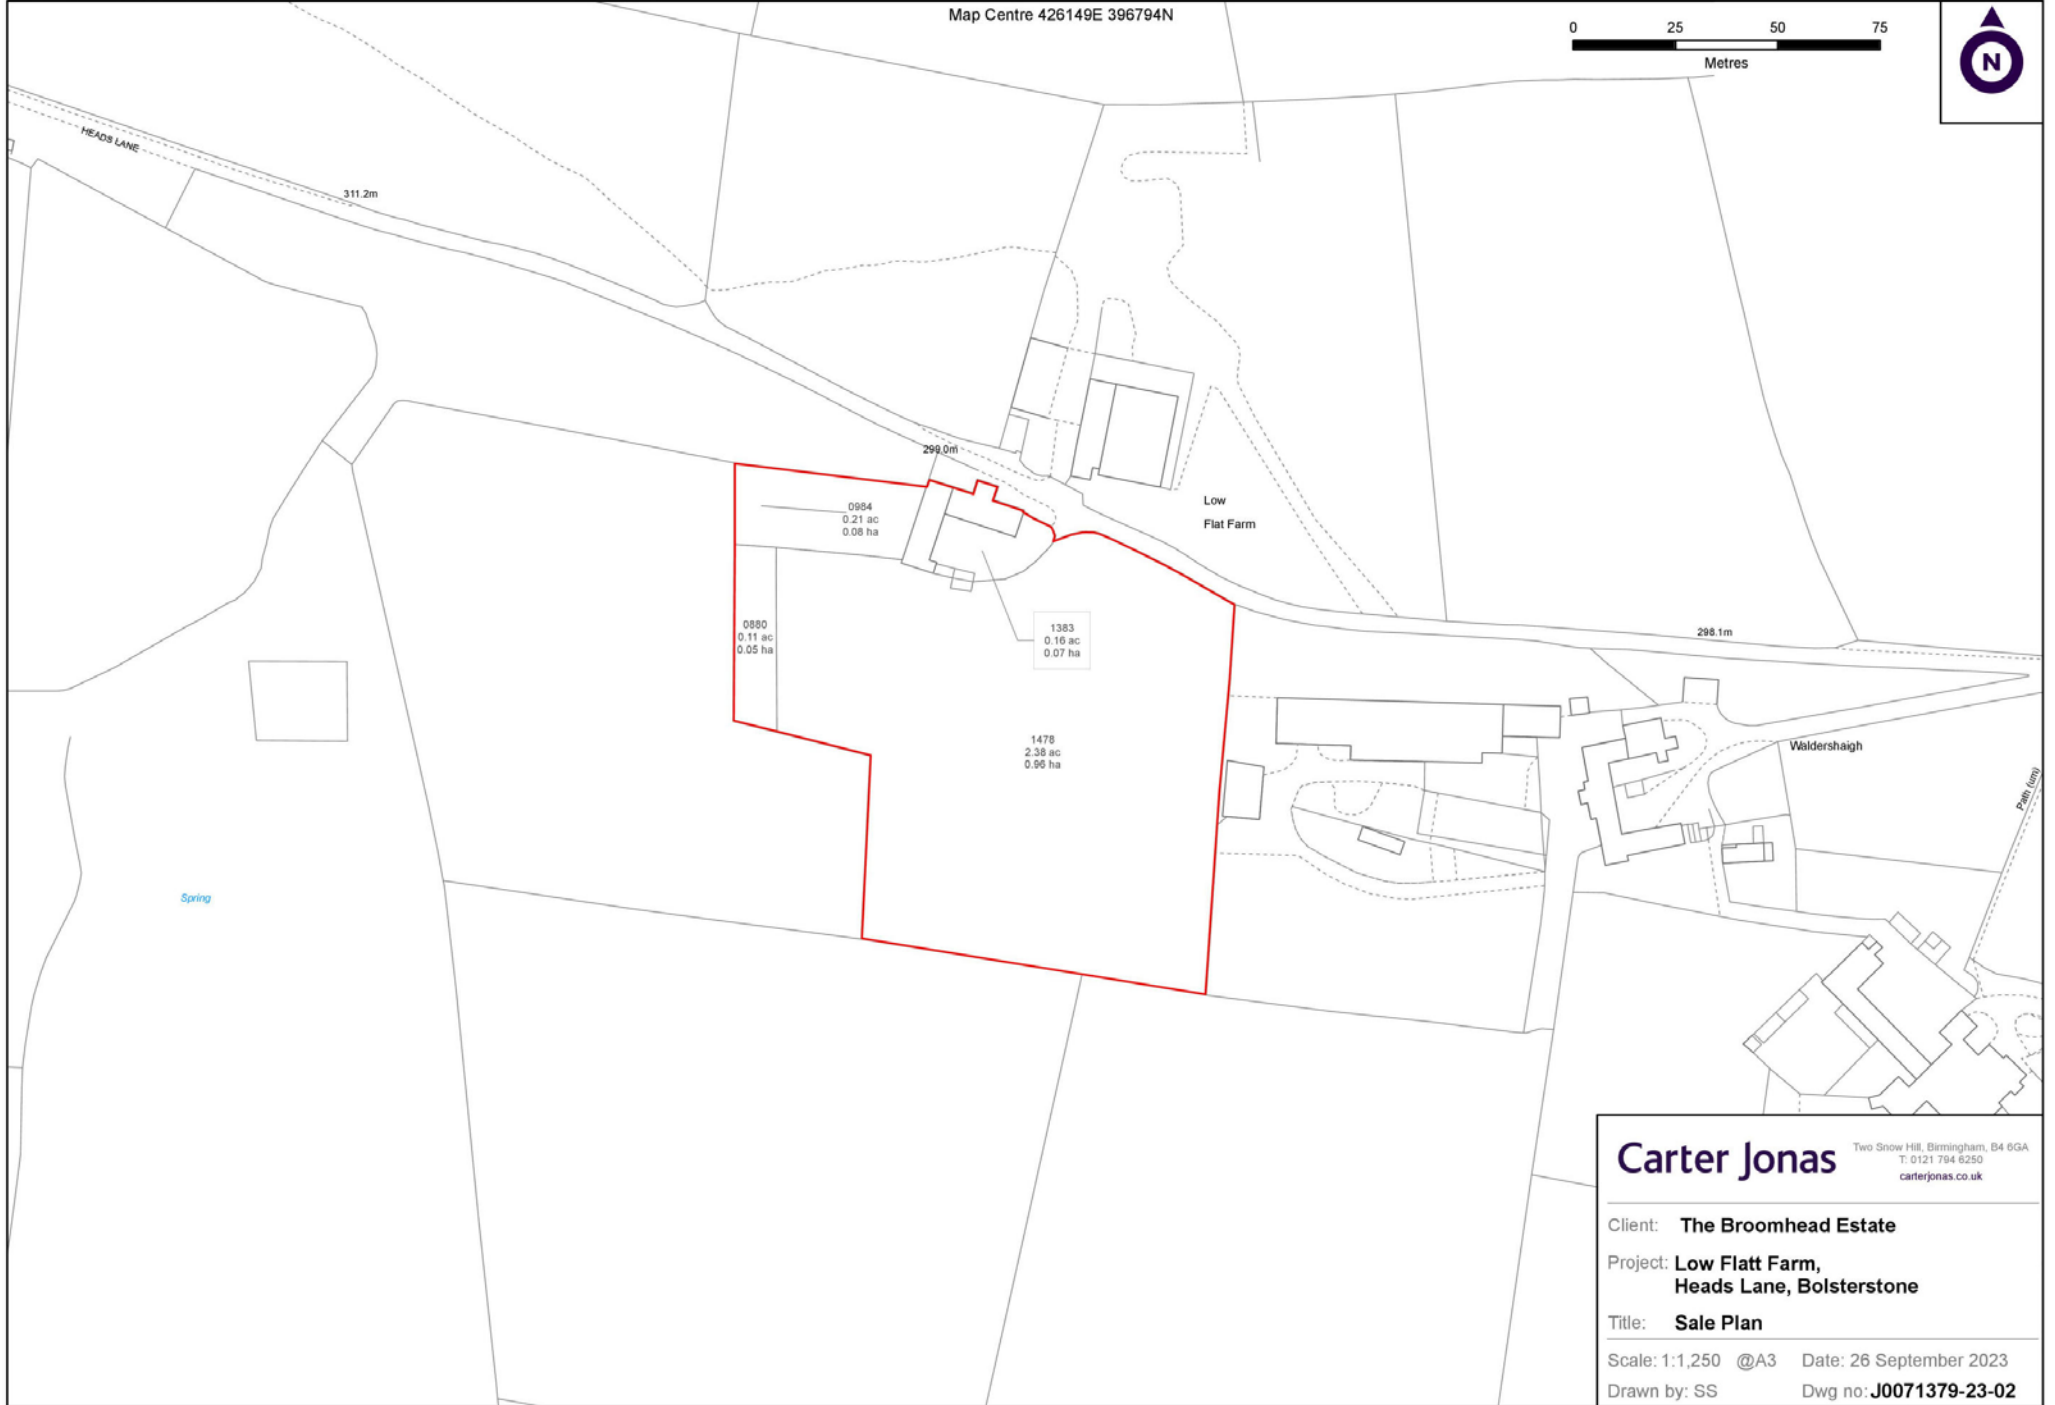 Map Centre 426149E 396794N
0 25 50 75
Metres
N
HEADS LANE
311.2m
299.0m
Low
Flat Farm
0984
0.21 ac
0.08 ha
0880
0.11 ac
0.05 ha
1383
0.16 ac
0.07 ha
298.1m
1478
2.38 ac
0.96 ha
Waldershaigh
Path (um)
Spring
Carter Jonas
Two Snow Hill, Birmingham, B4 6GA
T: 0121 794 6250
carterjonas.co.uk
Client: The Broomhead Estate
Project: Low Flatt Farm,
Heads Lane, Bolsterstone
Title: Sale Plan
Scale: 1:1,250 @A3 Date: 26 September 2023
Drawn by: SS Dwg no: J0071379-23-02